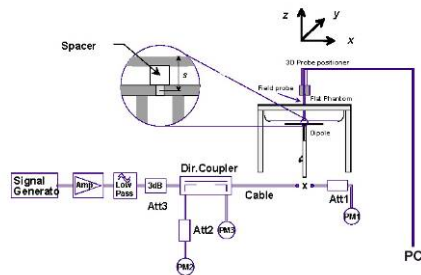 z
y
x
Spacer
s
3D Probe positioner
Field probe
Flat Phantom
Dipole
Signal
Generato
Amp
Low
Pass
3dB
Att3
Dir.Coupler
Cable
x
Att1
PM1
Att2
PM3
PM2
PC